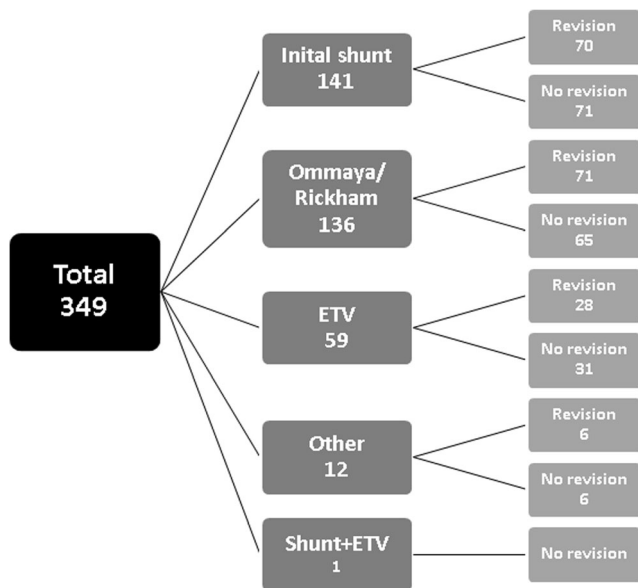 Total
349
Inital shunt
141
Revision
70
No revision
71
Ommaya/
Rickham
136
Revision
71
No revision
65
ETV
59
Revision
28
No revision
31
Other
12
Revision
6
No revision
6
Shunt+ETV
1
No revision